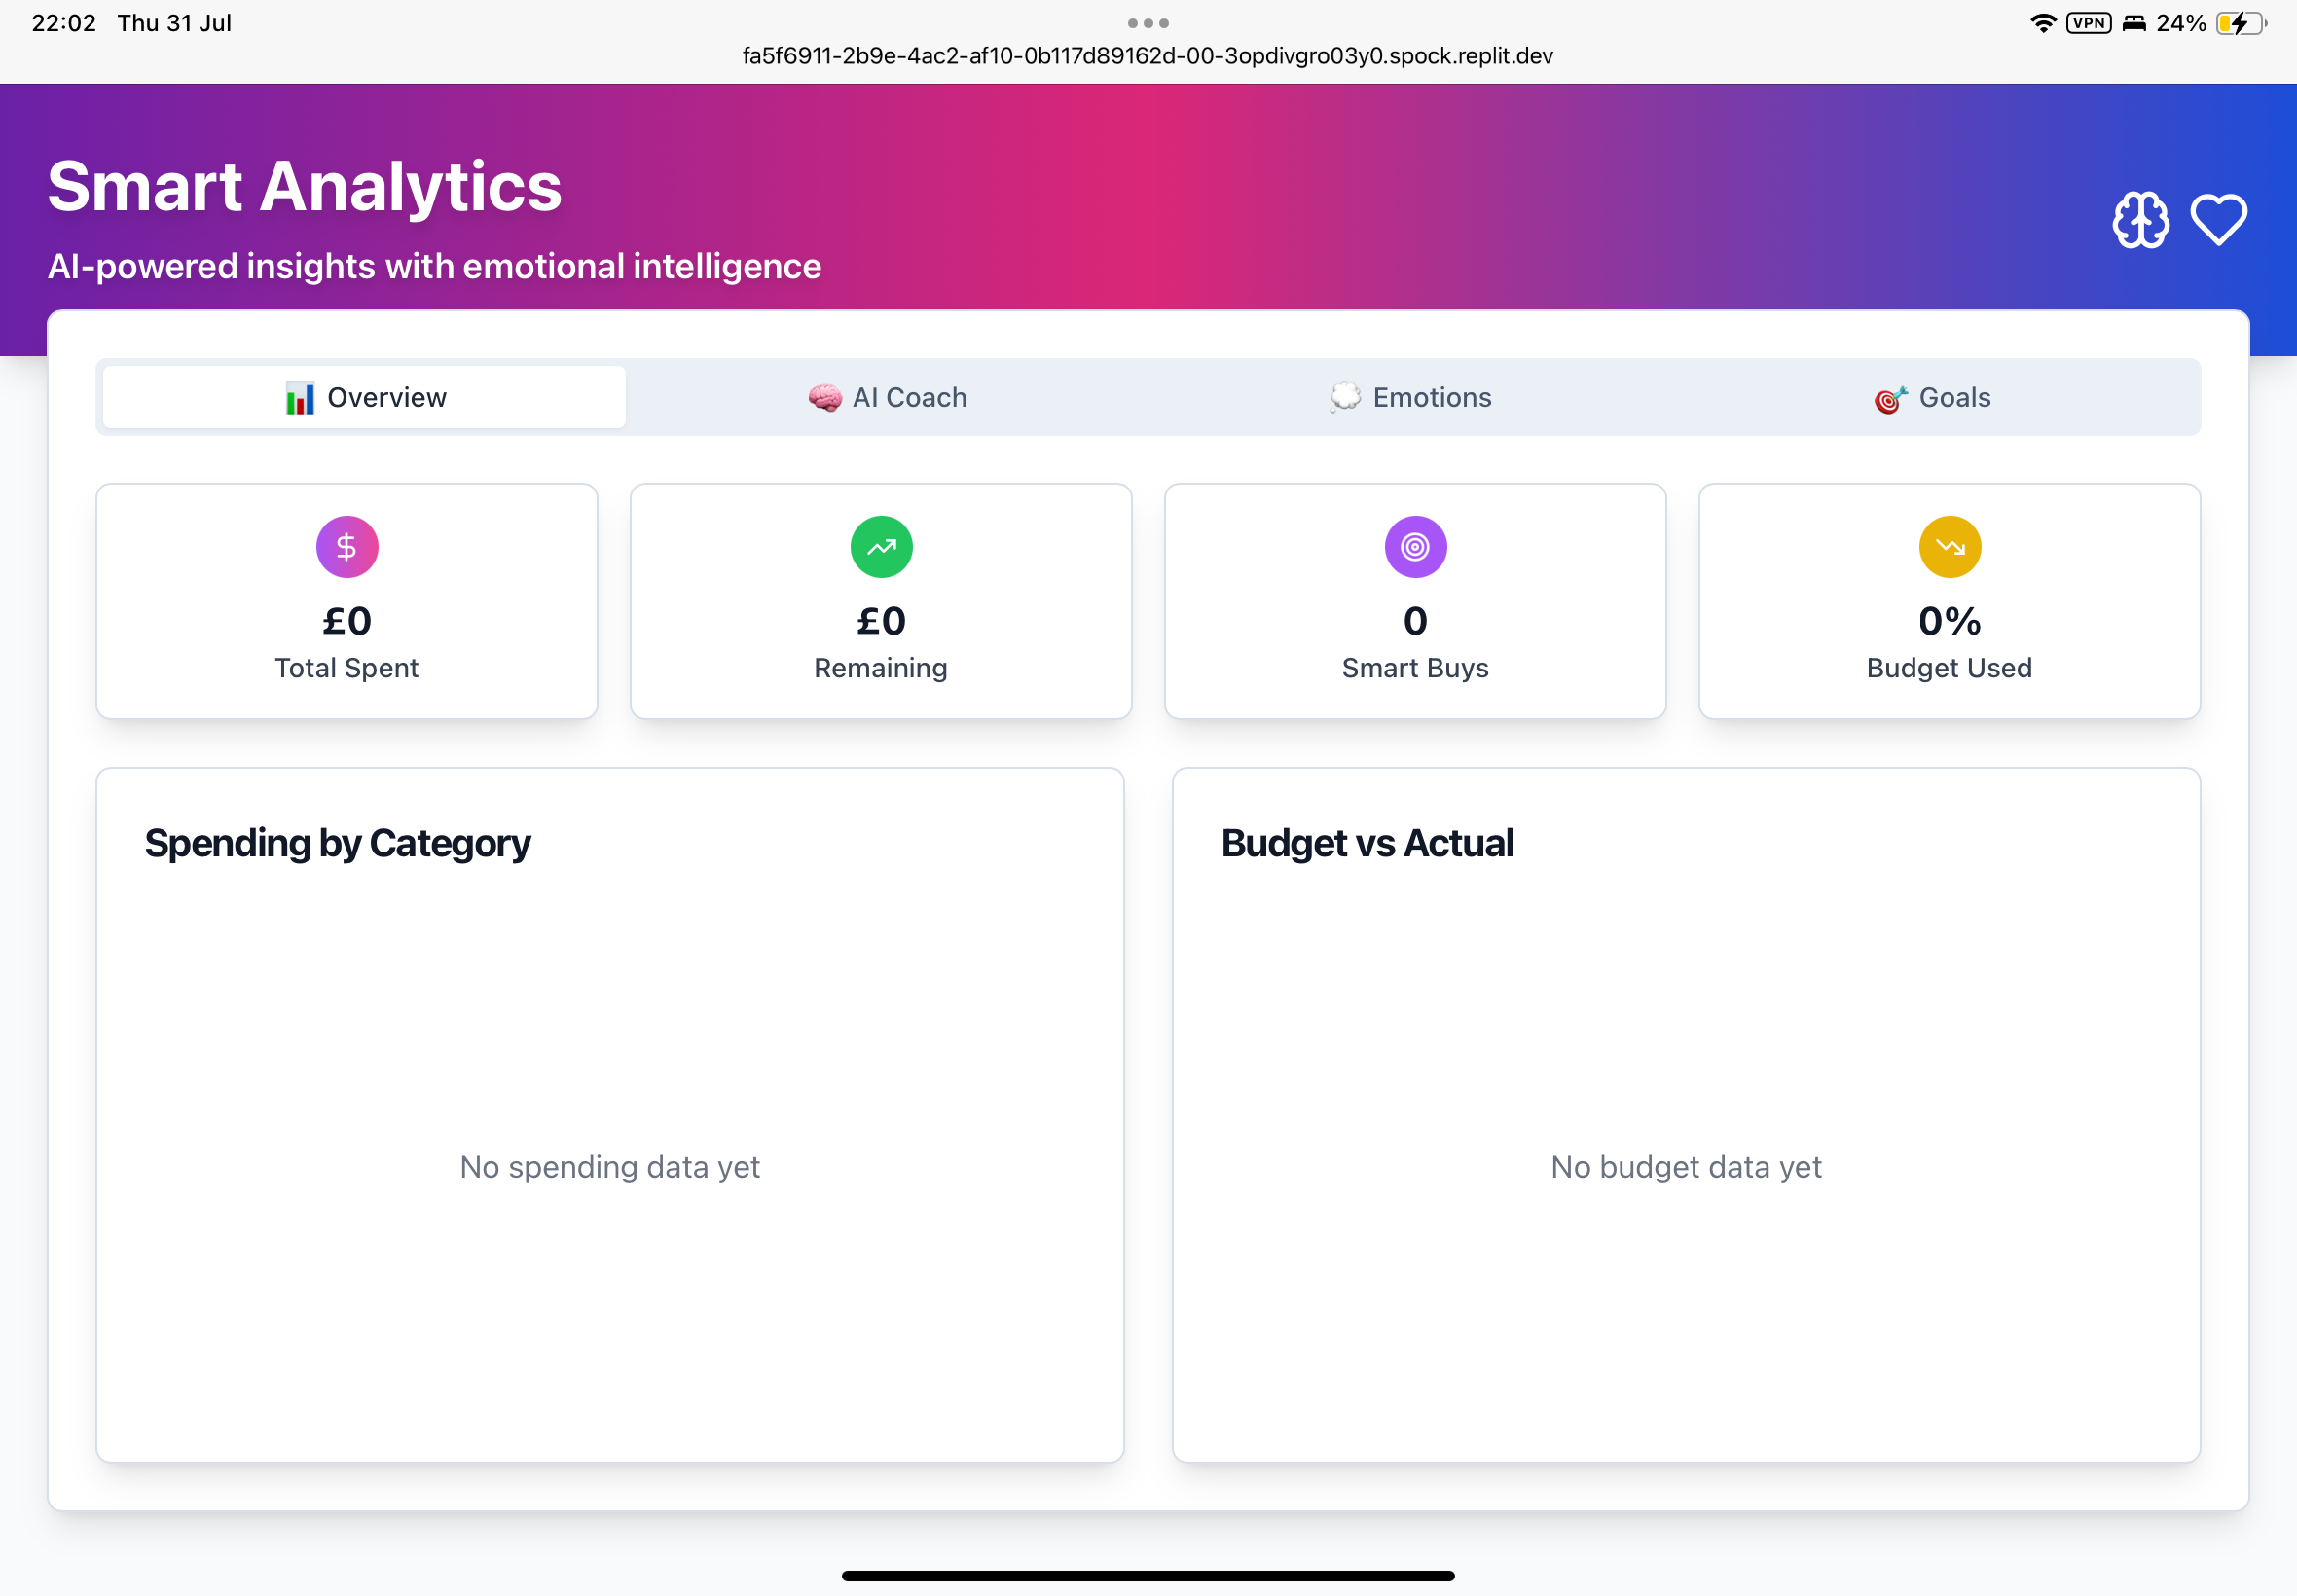 22:02 Thu 31 Jul
VPN 24%
fa5f6911-2b9e-4ac2-af10-0b117d89162d-00-3opdivgro03y0.spock.replit.dev
Smart Analytics
AI-powered insights with emotional intelligence
Overview
AI Coach
Emotions
Goals
£0
Total Spent
£0
Remaining
0
Smart Buys
0%
Budget Used
Spending by Category
No spending data yet
Budget vs Actual
No budget data yet